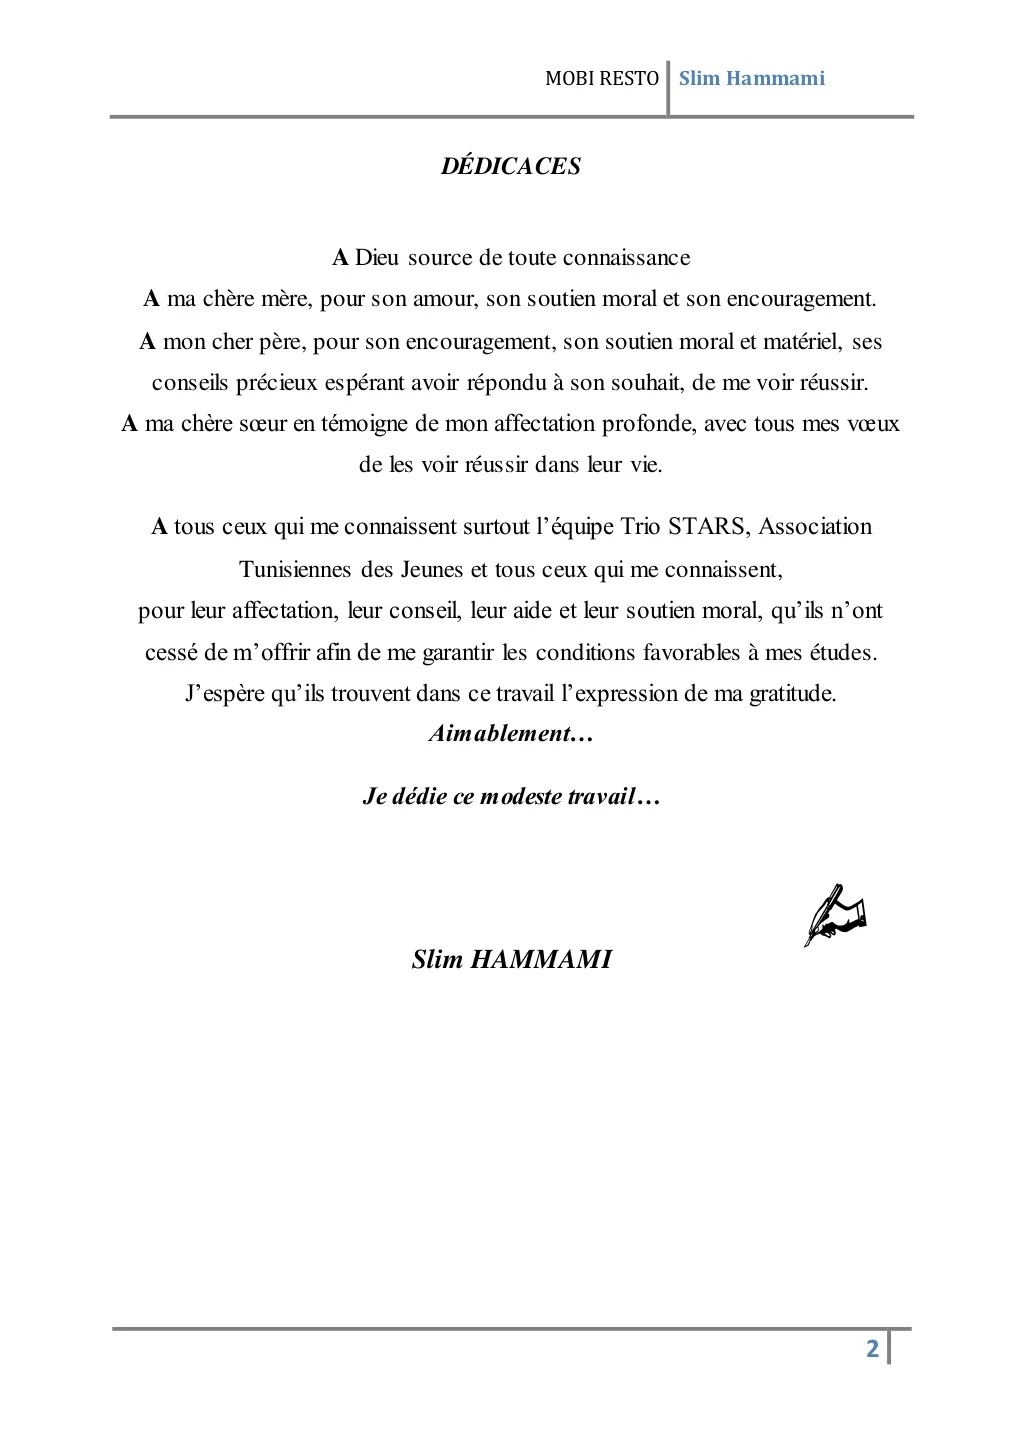 MOBI RESTO Slim Hammami
DÉDICACES
A Dieu source de toute connaissance
A ma chère mère, pour son amour, son soutien moral et son encouragement.
A mon cher père, pour son encouragement, son soutien moral et matériel, ses
conseils précieux espérant avoir répondu à son souhait, de me voir réussir.
A ma chère sœur en témoigne de mon affectation profonde, avec tous mes vœux
de les voir réussir dans leur vie.
A tous ceux qui me connaissent surtout l’équipe Trio STARS, Association
Tunisiennes des Jeunes et tous ceux qui me connaissent,
pour leur affectation, leur conseil, leur aide et leur soutien moral, qu’ils n’ont
cessé de m’offrir afin de me garantir les conditions favorables à mes études.
J’espère qu’ils trouvent dans ce travail l’expression de ma gratitude.
Aimablement…
Je dédie ce modeste travail…
Slim HAMMAMI
2